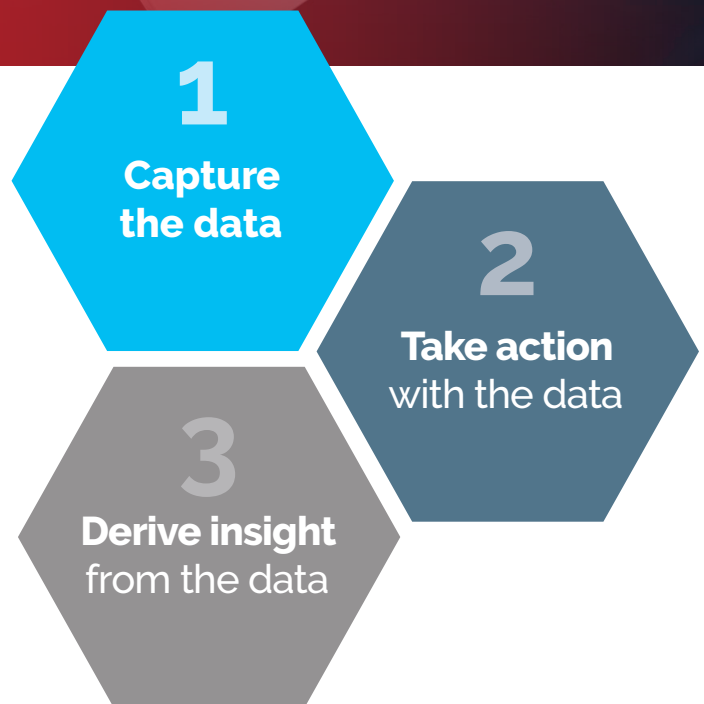 1
Capture
the data
2
Take action
with the data
3
Derive insight
from the data